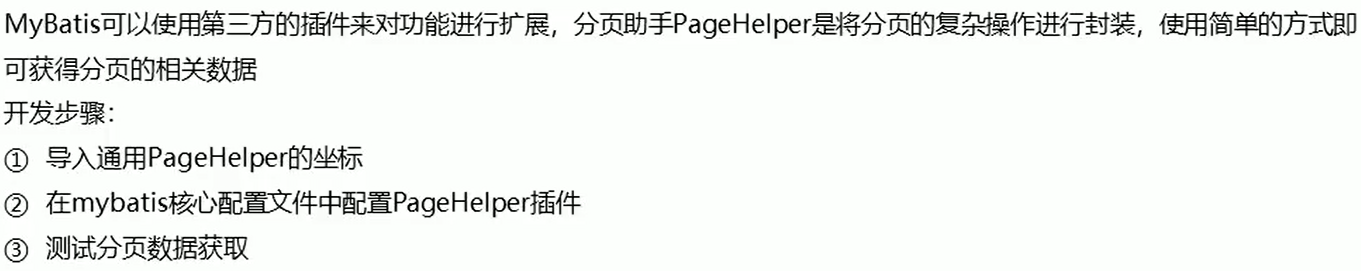 MyBatis可以使用第三方的插件来对功能进行扩展，分页助手PageHelper是将分页的复杂操作进行封装，使用简单的方式即
可获得分页的相关数据
开发步骤：
① 导入通用PageHelper的坐标
② 在mybatis核心配置文件中配置PageHelper插件
③ 测试分页数据获取